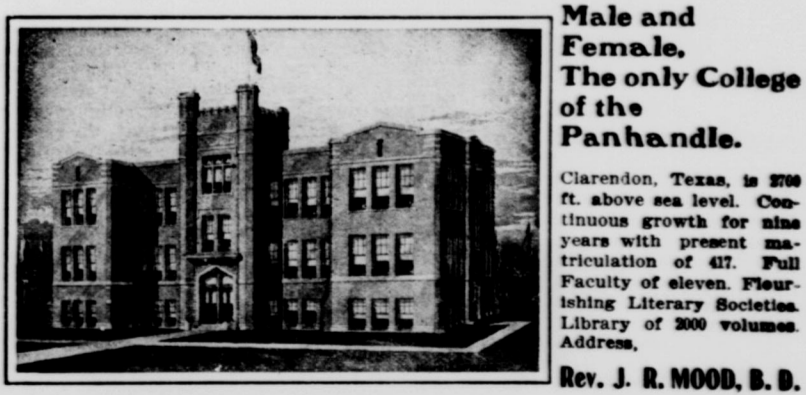 Male and
Female.
The only College
of the
Panhandle.
Clarendon, Texas, is 2700
ft. above sea level. Con-
tinuous growth for nine
years with present ma-
triculation of 417. Full
Faculty of eleven. Flour-
ishing Literary Societies.
Library of 2000 volumes.
Address,
Rev. J. R. MOOD, B. D.